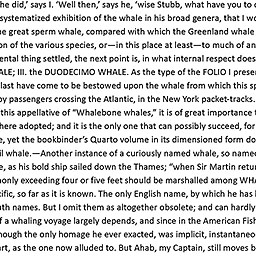 he did,' says I. 'Well then,' says he, 'wise Stubb, what have you to c
systematized exhibition of the whale in his broad genera, that I wo
he great sperm whale, compared with which the Greenland whale
on of the various species, or—in this place at least—to much of an
ental thing settled, the next point is, in what internal respect does
ALE; III. the DUODECIMO WHALE. As the type of the FOLIO I prese
last have come to be bestowed upon the whale from which this sp
by passengers crossing the Atlantic, in the New York packet-tracks.
this appellative of "Whalebone whales," it is of great importance t
here adopted; and it is the only one that can possibly succeed, for
e, yet the bookbinder's Quarto volume in its dimensioned form do
il whale.—Another instance of a curiously named whale, so named
e, as his bold ship sailed down the Thames; "when Sir Martin retur
monly exceeding four or five feet should be marshalled among WHA
ific, so far as it is known. The only English name, by which he has b
uth names. But I omit them as altogether obsolete; and can hardly
f a whaling voyage largely depends, and since in the American Fish
hough the only homage he ever exacted, was implicit, instantaneo
art, as the one now alluded to. But Ahab, my Captain, still moves b